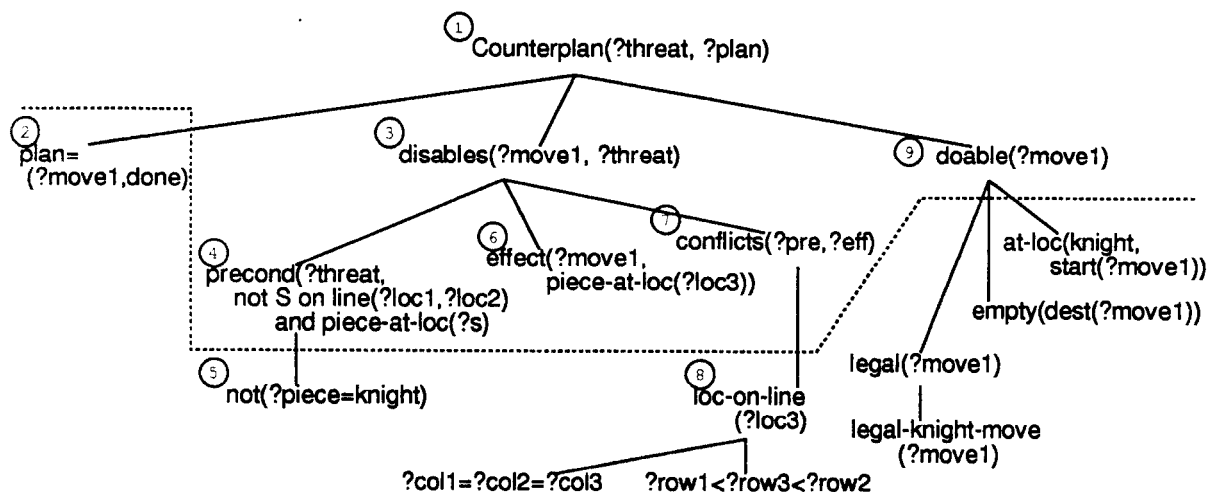 1
Counterplan(?threat, ?plan)
2
plan=
(?move1,done)
3
disables(?move1, ?threat)
9
doable(?move1)
4
precond(?threat,
not S on line(?loc1,?loc2)
and piece-at-loc(?s)
6
effect(?move1,
piece-at-loc(?loc3))
7
conflicts(?pre,?eff)
at-loc(knight,
start(?move1))
empty(dest(?move1))
5
not(?piece=knight)
8
loc-on-line
(?loc3)
legal(?move1)
legal-knight-move
(?move1)
?col1=?col2=?col3
?row1<?row3<?row2